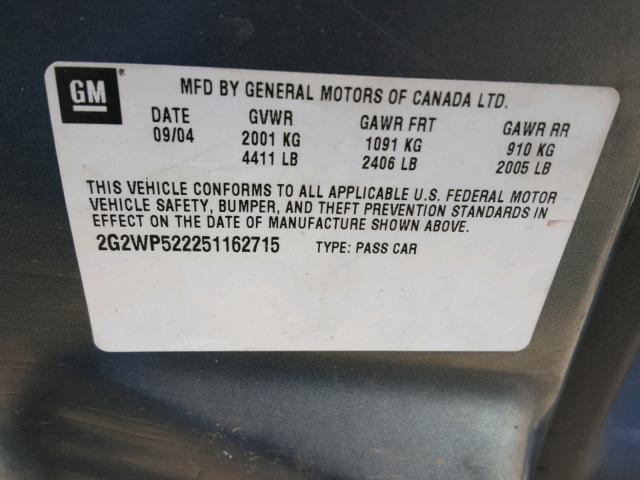 GM
MFD BY GENERAL MOTORS OF CANADA LTD.
DATE GVWR GAWR FRT GAWR RR
09/04 2001 KG 1091 KG 910 KG
4411 LB 2406 LB 2005 LB
THIS VEHICLE CONFORMS TO ALL APPLICABLE U.S. FEDERAL MOTOR
VEHICLE SAFETY, BUMPER, AND THEFT PREVENTION STANDARDS IN
EFFECT ON THE DATE OF MANUFACTURE SHOWN ABOVE.
2G2WP522251162715 TYPE: PASS CAR